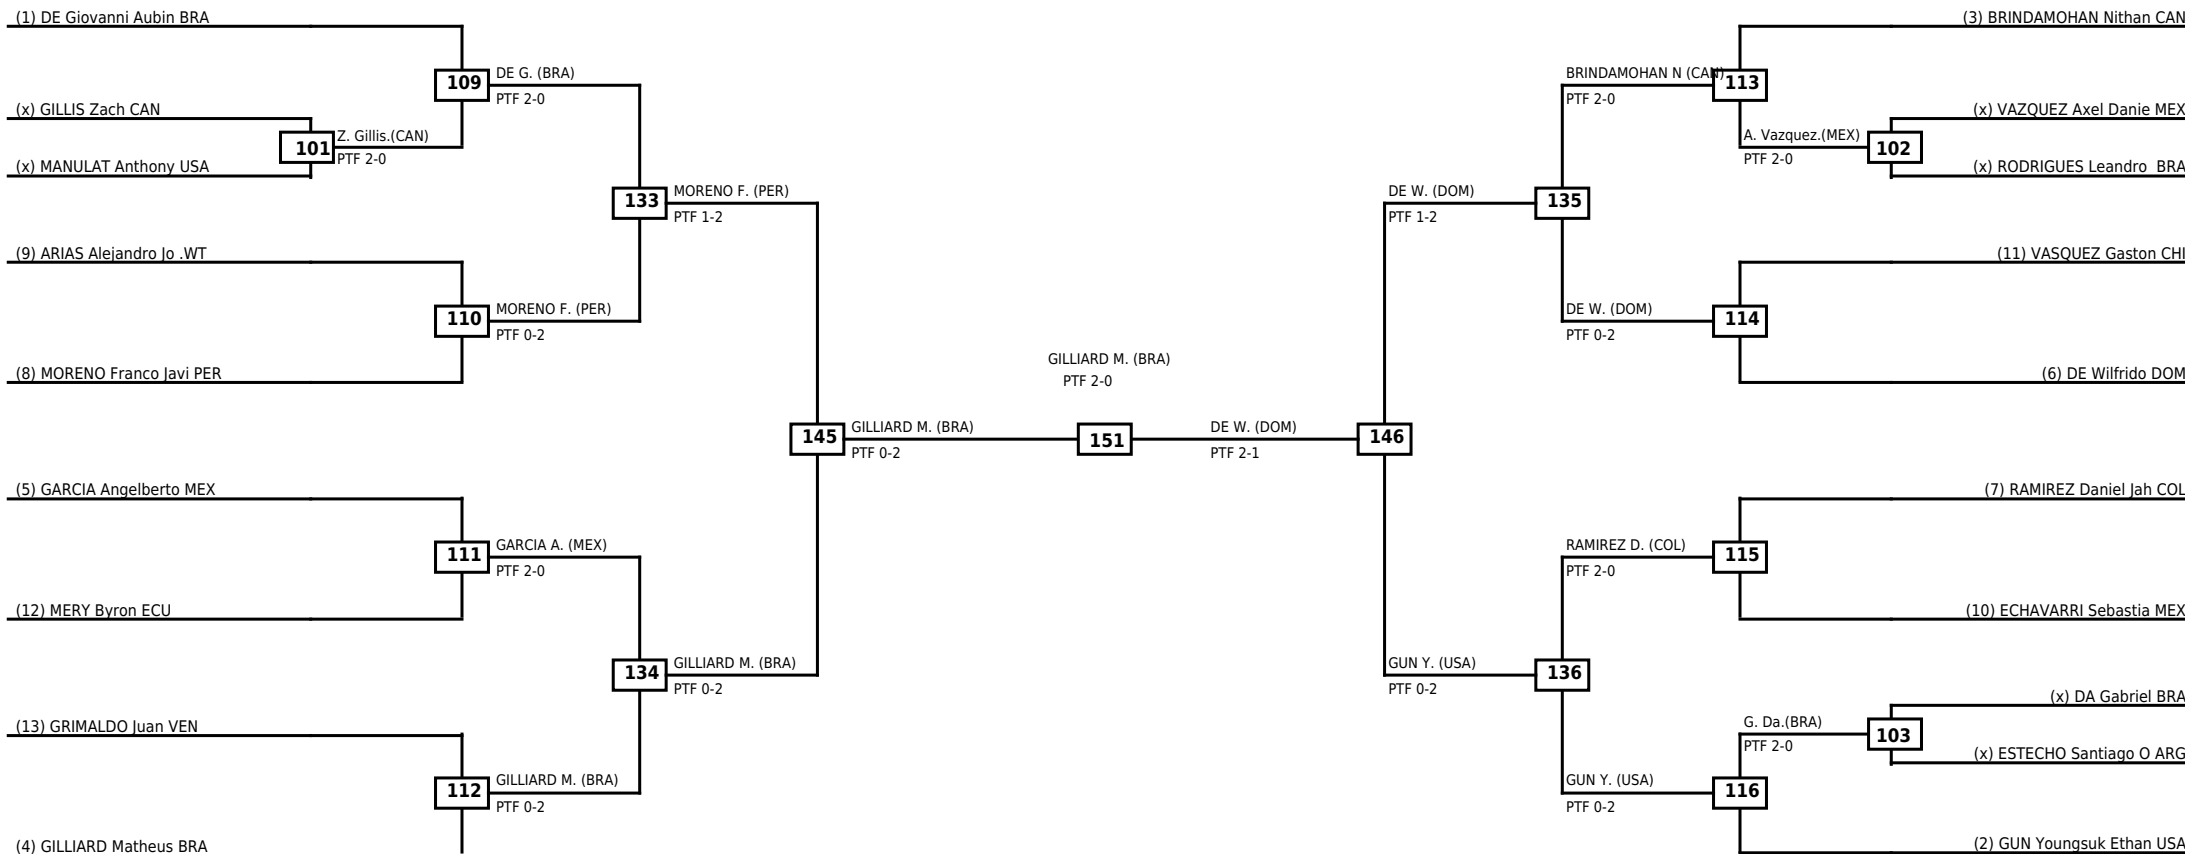 (1) DE Giovanni Aubin BRA
(x) GILLIS Zach CAN
(x) MANULAT Anthony USA
(9) ARIAS Alejandro Jo .WT
(8) MORENO Franco Javi PER
(5) GARCIA Angelberto MEX
(12) MERY Byron ECU
(13) GRIMALDO Juan VEN
(4) GILLIARD Matheus BRA
101
Z. Gillis.(CAN)
PTF 2-0
109
DE G. (BRA)
PTF 2-0
110
MORENO F. (PER)
PTF 0-2
111
GARCIA A. (MEX)
PTF 2-0
112
GILLIARD M. (BRA)
PTF 0-2
133
MORENO F. (PER)
PTF 1-2
134
GILLIARD M. (BRA)
PTF 0-2
145
GILLIARD M. (BRA)
PTF 0-2
GILLIARD M. (BRA)
PTF 2-0
151
DE W. (DOM)
PTF 2-1
146
DE W. (DOM)
PTF 1-2
135
GUN Y. (USA)
PTF 0-2
136
BRINDAMOHAN N (CAN)
PTF 2-0
113
DE W. (DOM)
PTF 0-2
114
RAMIREZ D. (COL)
PTF 2-0
115
GUN Y. (USA)
PTF 0-2
116
A. Vazquez.(MEX)
PTF 2-0
102
G. Da.(BRA)
PTF 2-0
103
(3) BRINDAMOHAN Nithan CAN
(x) VAZQUEZ Axel Danie MEX
(x) RODRIGUES Leandro  BRA
(11) VASQUEZ Gaston CHI
(6) DE Wilfrido DOM
(7) RAMIREZ Daniel Jah COL
(10) ECHAVARRI Sebastia MEX
(x) DA Gabriel BRA
(x) ESTECHO Santiago O ARG
(2) GUN Youngsuk Ethan USA